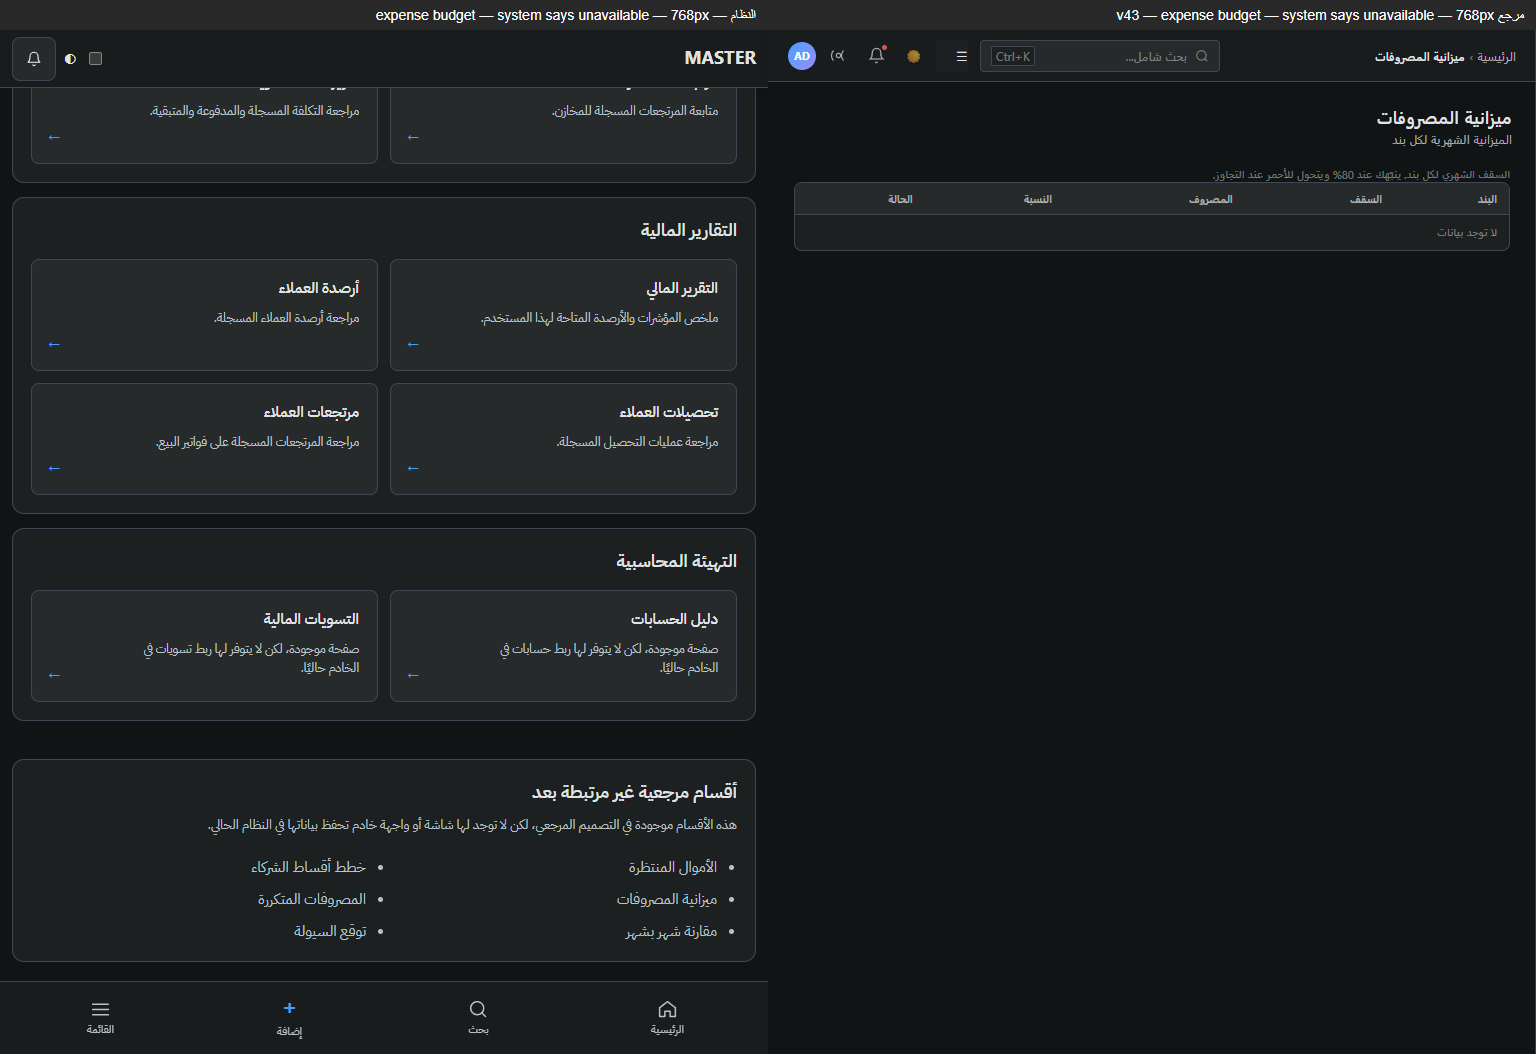 مرجع v43 — expense budget — system says unavailable — 768px
الرئيسية › ميزانية المصروفات
بحث شامل... Ctrl+K
☰
AD
ميزانية المصروفات
الميزانية الشهرية لكل بند
السقف الشهري لكل بند. ينبّهك عند 80% ويتحول للأحمر عند التجاوز.
البند السقف المصروف النسبة الحالة
لا توجد بيانات
النظام — expense budget — system says unavailable — 768px
MASTER
متابعة المرتجعات المسجلة للمخازن.
←
مراجعة التكلفة المسجلة والمدفوعة والمتبقية.
←
التقارير المالية
التقرير المالي
ملخص المؤشرات والأرصدة المتاحة لهذا المستخدم.
←
أرصدة العملاء
مراجعة أرصدة العملاء المسجلة.
←
تحصيلات العملاء
مراجعة عمليات التحصيل المسجلة.
←
مرتجعات العملاء
مراجعة المرتجعات المسجلة على فواتير البيع.
←
التهيئة المحاسبية
دليل الحسابات
صفحة موجودة، لكن لا يتوفر لها ربط حسابات في
الخادم حاليًا.
←
التسويات المالية
صفحة موجودة، لكن لا يتوفر لها ربط تسويات في
الخادم حاليًا.
←
أقسام مرجعية غير مرتبطة بعد
هذه الأقسام موجودة في التصميم المرجعي، لكن لا توجد لها شاشة أو واجهة خادم تحفظ بياناتها في النظام الحالي.
• الأموال المنتظرة
• خطط أقساط الشركاء
• ميزانية المصروفات
• المصروفات المتكررة
• مقارنة شهر بشهر
• توقع السيولة
الرئيسية
بحث
إضافة
القائمة